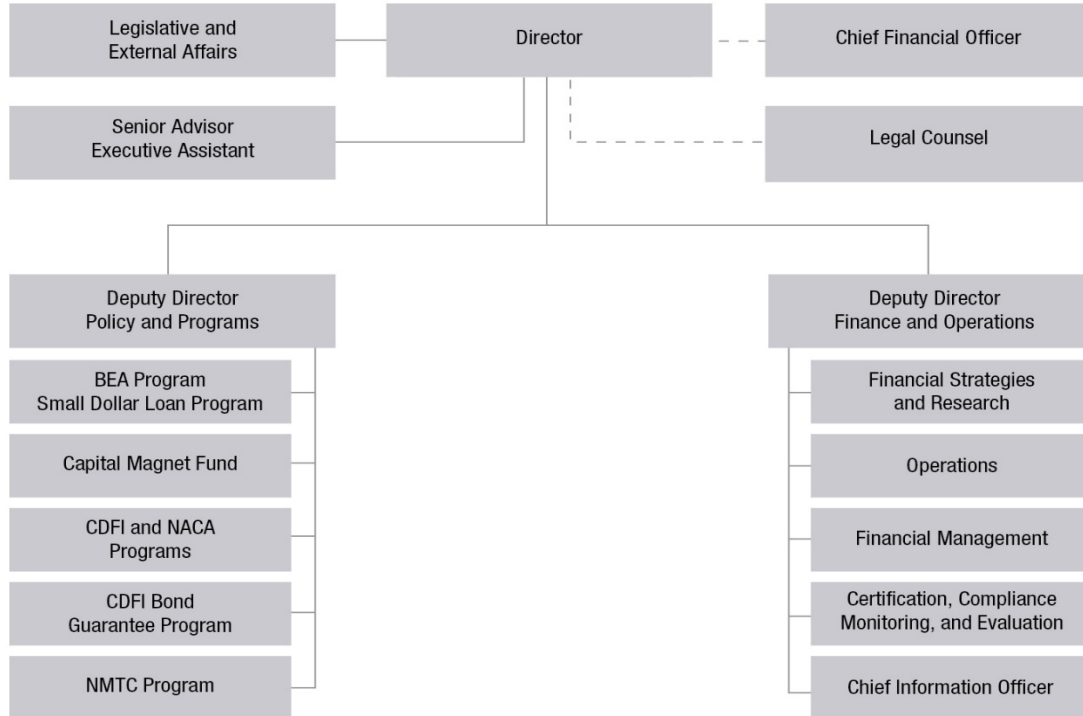 Legislative and
External Affairs
Director
Chief Financial Officer
Senior Advisor
Executive Assistant
Legal Counsel
Deputy Director
Policy and Programs
Deputy Director
Finance and Operations
BEA Program
Small Dollar Loan Program
Capital Magnet Fund
CDFI and NACA
Programs
CDFI Bond
Guarantee Program
NMTC Program
Financial Strategies
and Research
Operations
Financial Management
Certification, Compliance
Monitoring, and Evaluation
Chief Information Officer